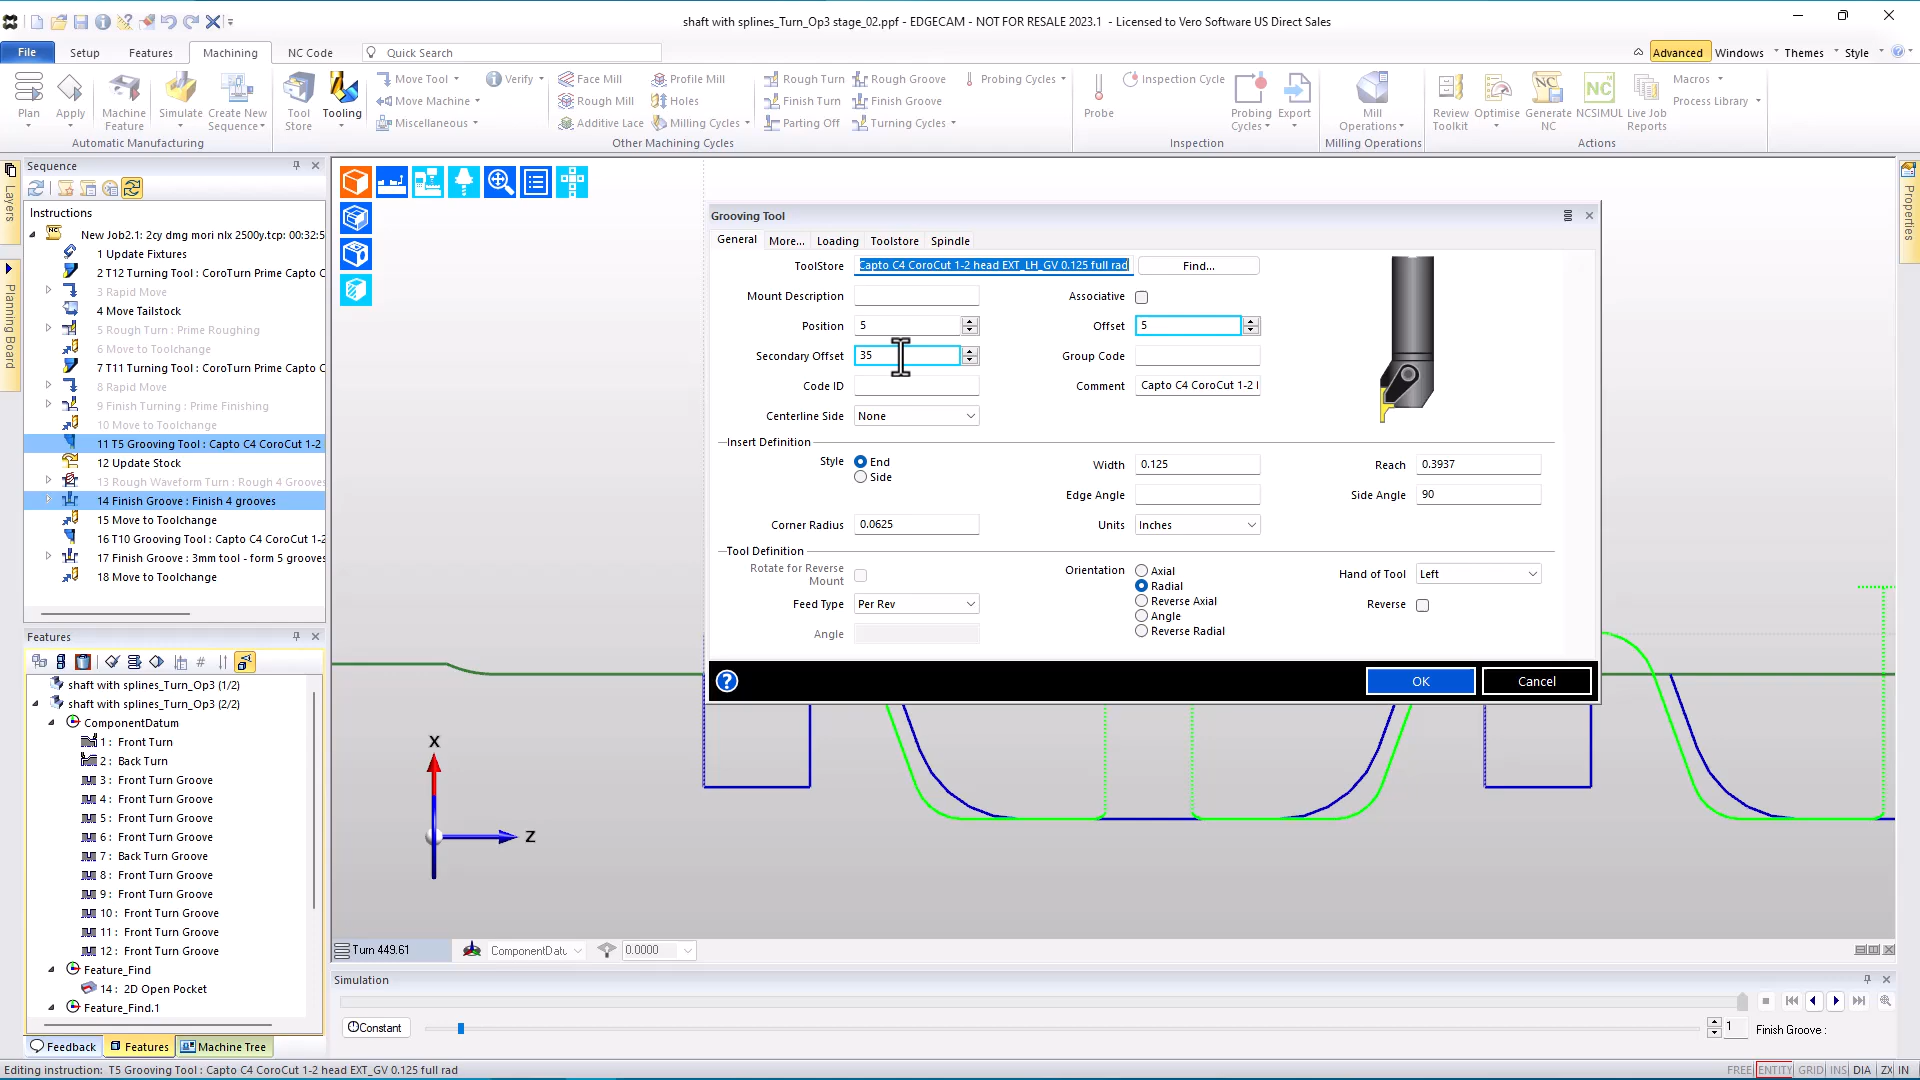 shaft with splines_Turn_Op3 stage_02.ppf - EDGECAM - NOT FOR RESALE 2023.1 - Licensed to Vero Software US Direct Sales
File Setup Features Machining NC Code Quick Search Advanced Windows Themes Style
Plan Apply Machine Feature Simulate Create New Sequence
Automatic Manufacturing
Tool Store Tooling
Move Tool
Move Machine
Miscellaneous
Verify
Face Mill
Rough Mill
Additive Lace
Profile Mill
Holes
Milling Cycles
Rough Turn
Finish Turn
Parting Off
Rough Groove
Finish Groove
Turning Cycles
Probing Cycles
Other Machining Cycles
Probe
Inspection Cycle
Probing Cycles
Export
Inspection
Mill Operations
Milling Operations
Review Toolkit
Optimise
Generate NC
NCSIMUL
Live Job Reports
Macros
Process Library
Actions
Layers
Planning Board
Properties
Sequence
Instructions
NC New Job2.1: 2cy dmg mori nlx 2500y.tcp: 00:32:5
1 Update Fixtures
2 T12 Turning Tool : CoroTurn Prime Capto C
3 Rapid Move
4 Move Tailstock
5 Rough Turn : Prime Roughing
6 Move to Toolchange
7 T11 Turning Tool : CoroTurn Prime Capto C
8 Rapid Move
9 Finish Turning : Prime Finishing
10 Move to Toolchange
11 T5 Grooving Tool : Capto C4 CoroCut 1-2
12 Update Stock
13 Rough Waveform Turn : Rough 4 Grooves
14 Finish Groove : Finish 4 grooves
15 Move to Toolchange
16 T10 Grooving Tool : Capto C4 CoroCut 1-2
17 Finish Groove : 3mm tool - form 5 grooves
18 Move to Toolchange
Features
shaft with splines_Turn_Op3 (1/2)
shaft with splines_Turn_Op3 (2/2)
ComponentDatum
1 : Front Turn
2 : Back Turn
3 : Front Turn Groove
4 : Front Turn Groove
5 : Front Turn Groove
6 : Front Turn Groove
7 : Back Turn Groove
8 : Front Turn Groove
9 : Front Turn Groove
10 : Front Turn Groove
11 : Front Turn Groove
12 : Front Turn Groove
Feature_Find
14 : 2D Open Pocket
Feature_Find.1
Feedback Features Machine Tree
Grooving Tool
General More... Loading Toolstore Spindle
ToolStore Capto C4 CoroCut 1-2 head EXT_LH_GV 0.125 full rad Find...
Mount Description Associative
Position 5 Offset 5
Secondary Offset 35 Group Code
Code ID Comment Capto C4 CoroCut 1-2 l
Centerline Side None
Insert Definition
Style End Side
Width 0.125 Reach 0.3937
Edge Angle Side Angle 90
Corner Radius 0.0625 Units Inches
Tool Definition
Rotate for Reverse Mount
Orientation Axial Radial Reverse Axial Angle Reverse Radial
Hand of Tool Left
Feed Type Per Rev Reverse
Angle
? OK Cancel
X
Z
Turn 449.61 ComponentDatu 0.0000
Simulation
Constant 1 Finish Groove :
Editing instruction: T5 Grooving Tool : Capto C4 CoroCut 1-2 head EXT_GV 0.125 full rad
FREE ENTITY GRID INS DIA ZX IN